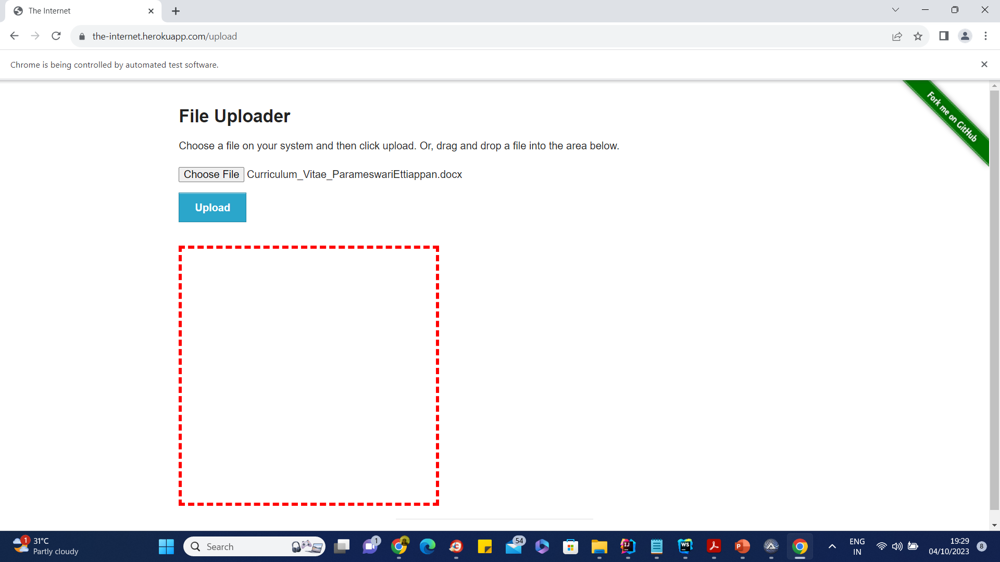 The Internet
the-internet.herokuapp.com/upload
Chrome is being controlled by automated test software.
Fork me on GitHub
File Uploader
Choose a file on your system and then click upload. Or, drag and drop a file into the area below.
Choose File Curriculum_Vitae_ParameswariEttiappan.docx
Upload
1
31°C
Partly cloudy
Search
1
54
IJ
WS
P
ENG
IN
19:29
04/10/2023
8